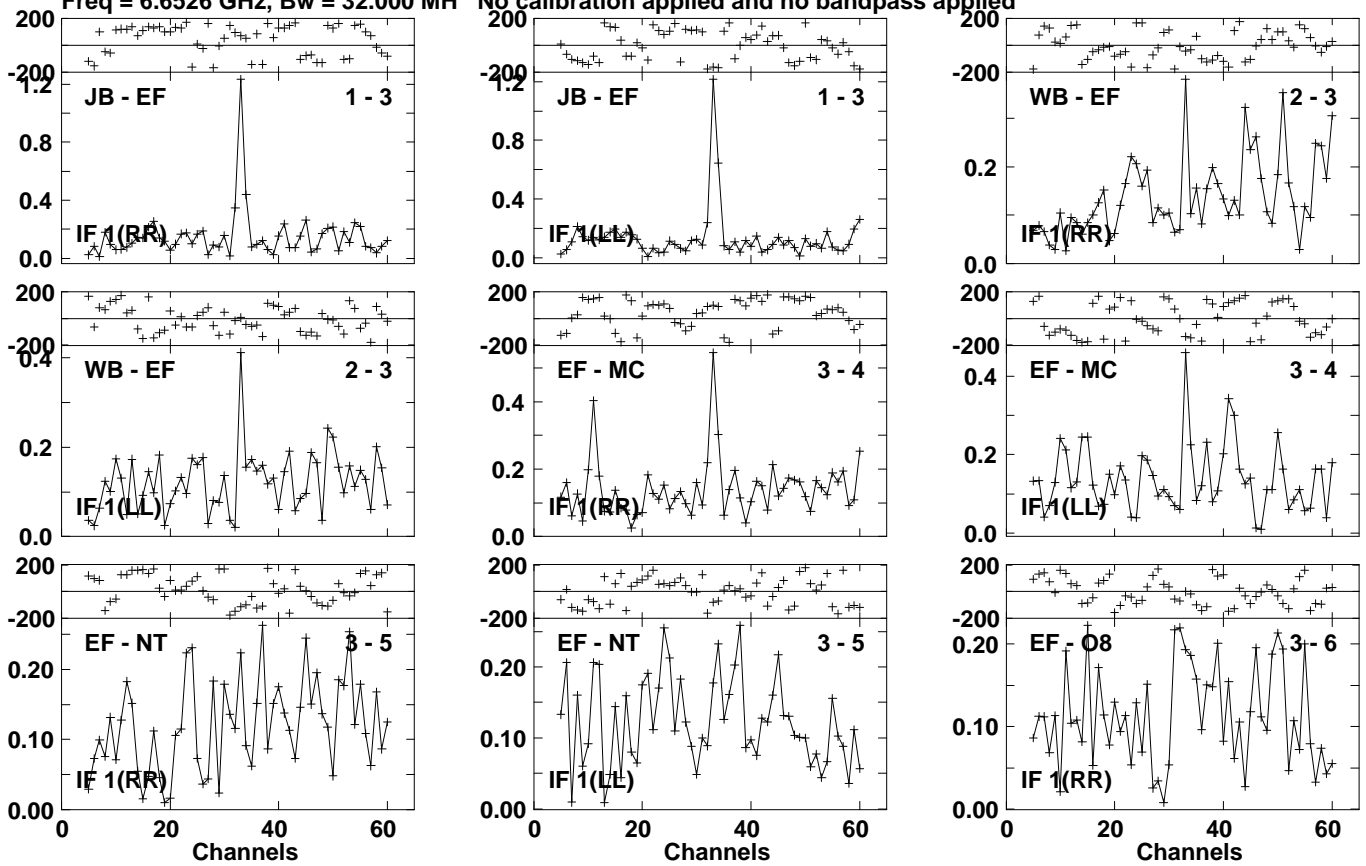 Freq = 6.6526 GHz, Bw = 32.000 MH No calibration applied and no bandpass applied
200
-200
1.2
0.8
0.4
0.0
JB - EF 1 - 3
IF 1(RR)
200
-200
1.2
0.8
0.4
0.0
JB - EF 1 - 3
IF 1(LL)
200
-200
0.2
0.0
WB - EF 2 - 3
IF 1(RR)
200
-200
0.4
0.2
0.0
WB - EF 2 - 3
IF 1(LL)
200
-200
0.4
0.2
0.0
EF - MC 3 - 4
IF 1(RR)
200
-200
0.4
0.2
0.0
EF - MC 3 - 4
IF 1(LL)
200
-200
0.20
0.10
0.00
EF - NT 3 - 5
IF 1(RR)
0 20 40 60
Channels
200
-200
0.20
0.10
0.00
EF - NT 3 - 5
IF 1(LL)
0 20 40 60
Channels
200
-200
0.20
0.10
0.00
EF - O8 3 - 6
IF 1(RR)
0 20 40 60
Channels